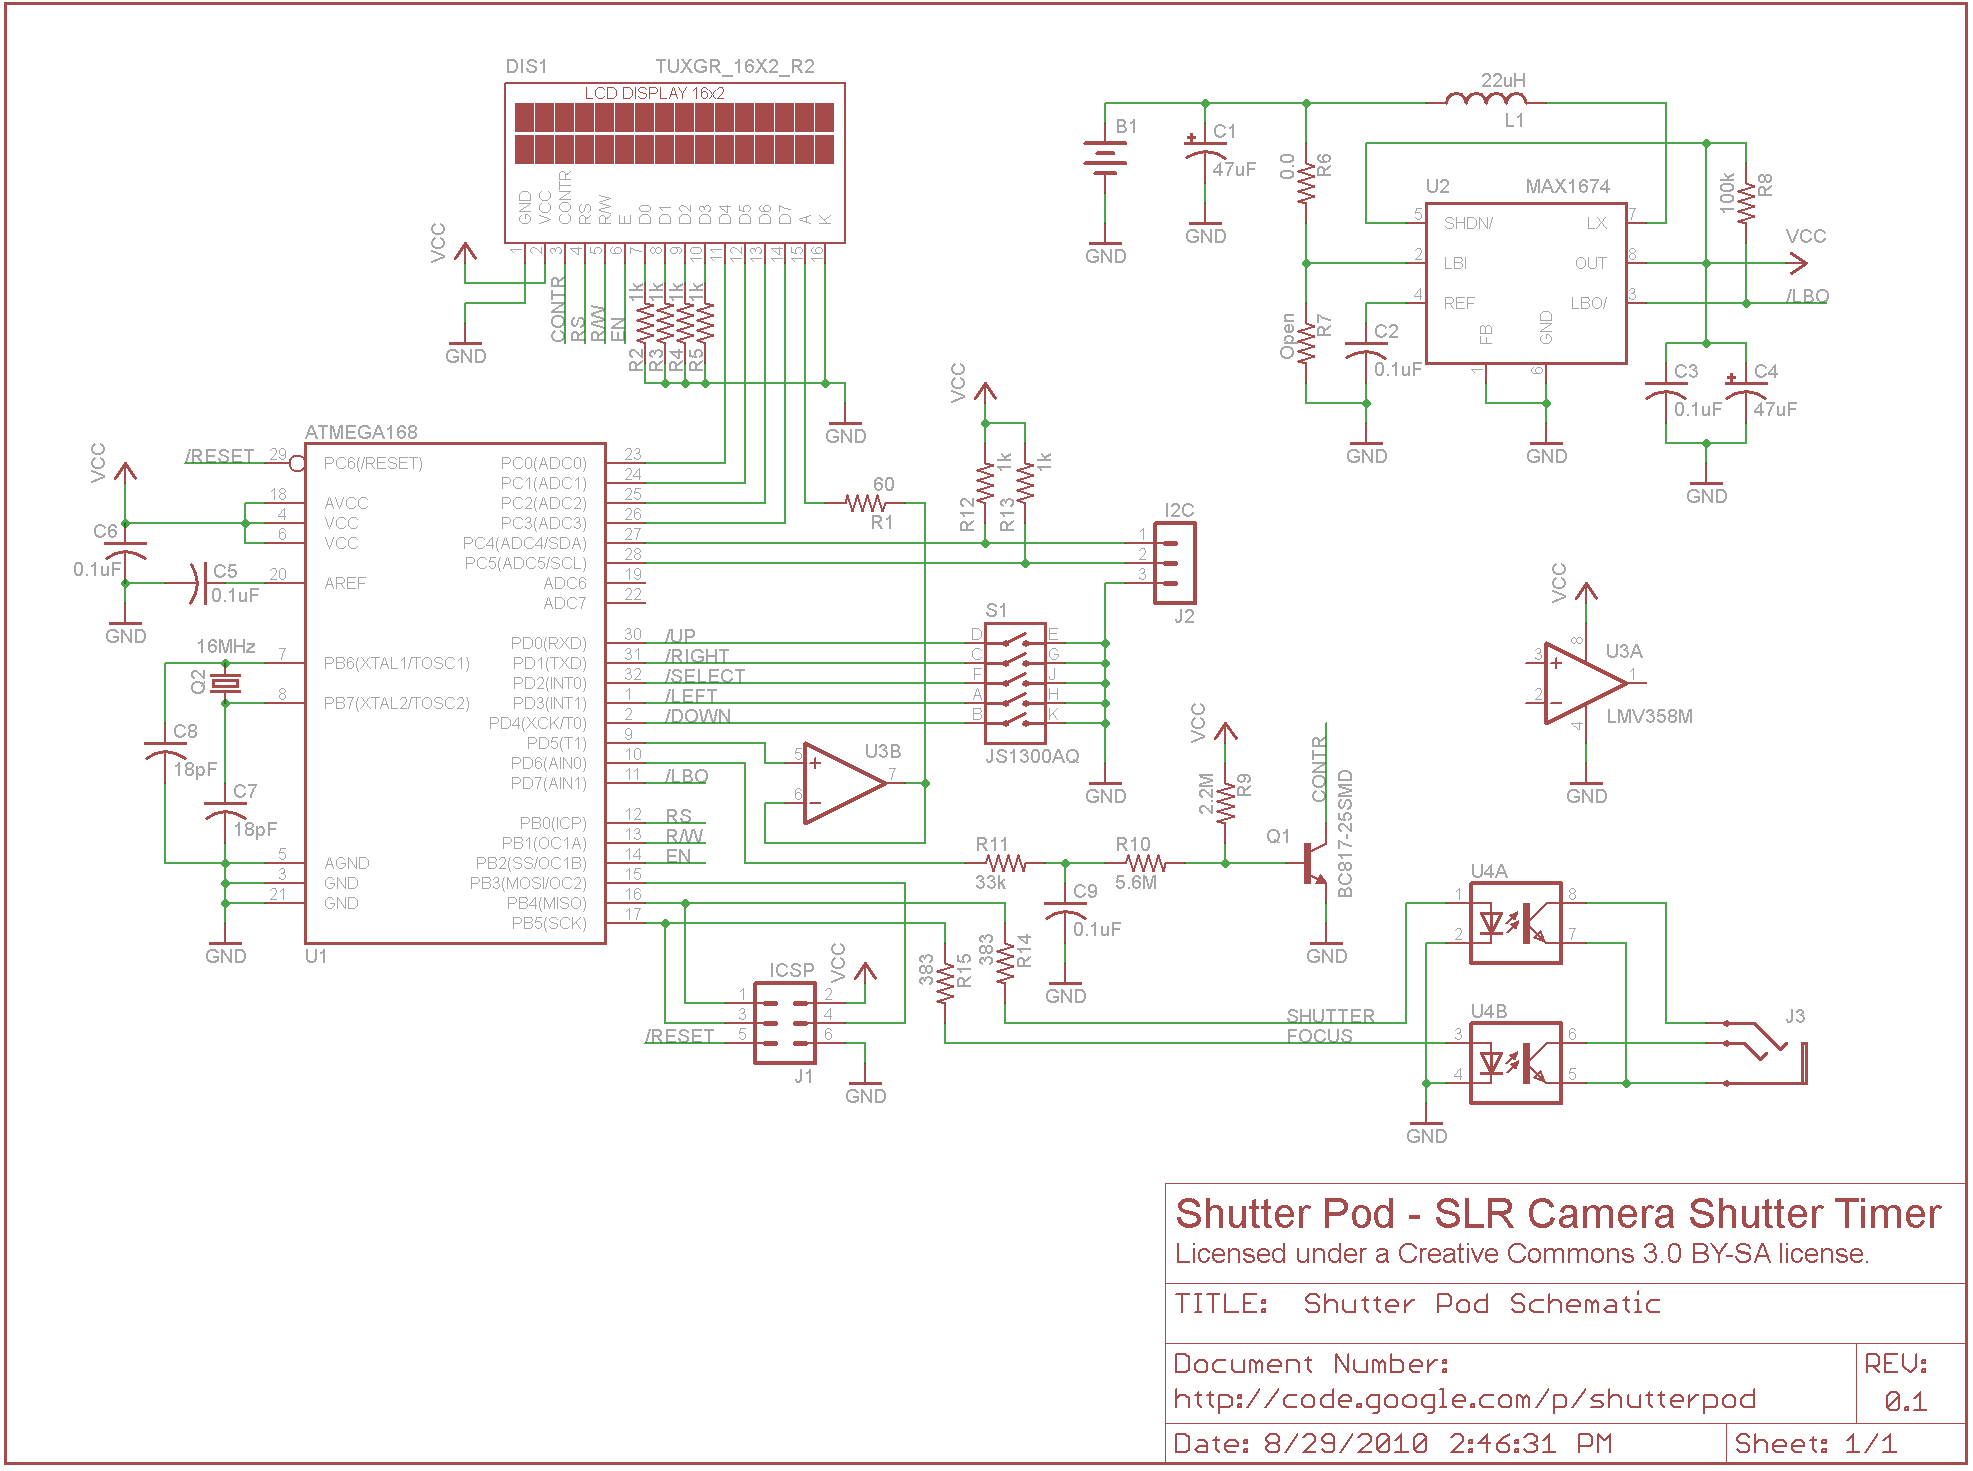 DIS1 TUXGR_16X2_R2
LCD DISPLAY 16x2
GND VCC CONTR RS R/W E D0 D1 D2 D3 D4 D5 D6 D7 A K
1 2 3 4 5 6 7 8 9 10 11 12 13 14 15 16
VCC
GND
CONTR RS R/W EN
1k 1k 1k 1k
R2 R3 R4 R5
GND
B1
GND
C1
47uF
GND
22uH
L1
0.0 R6
Open R7
U2 MAX1674
5 SHDN/ LX 7
2 LBI OUT 8
4 REF LBO/ 3
FB GND
1 6
C2
0.1uF
GND
GND
100k R8
VCC
/LBO
C3
0.1uF
C4
47uF
GND
ATMEGA168
/RESET 29 PC6(/RESET)
VCC
18 AVCC
4 VCC
6 VCC
C6
0.1uF
C5
0.1uF
20 AREF
GND
16MHz
Q2
7 PB6(XTAL1/TOSC1)
8 PB7(XTAL2/TOSC2)
C8
18pF
C7
18pF
5 AGND
3 GND
21 GND
GND
U1
PC0(ADC0) 23
PC1(ADC1) 24
PC2(ADC2) 25
PC3(ADC3) 26
PC4(ADC4/SDA) 27
PC5(ADC5/SCL) 28
ADC6 19
ADC7 22
PD0(RXD) 30 /UP
PD1(TXD) 31 /RIGHT
PD2(INT0) 32 /SELECT
PD3(INT1) 1 /LEFT
PD4(XCK/T0) 2 /DOWN
PD5(T1) 9
PD6(AIN0) 10
PD7(AIN1) 11 /LBO
PB0(ICP) 12 RS
PB1(OC1A) 13 R/W
PB2(SS/OC1B) 14 EN
PB3(MOSI/OC2) 15
PB4(MISO) 16
PB5(SCK) 17
60
R1
VCC
R12 1k
R13 1k
I2C
1
2
3
J2
S1
D E
C G
F J
A H
B K
JS1300AQ
GND
U3B
5 +
6 −
7
VCC
U3A
3 +
2 −
8
1
4
LMV358M
GND
R11
33k
R10
5.6M
C9
0.1uF
GND
VCC
2.2M R9
CONTR
Q1
BC817-25SMD
GND
383 R15
383 R14
ICSP
VCC
1 2
3 4
/RESET 5 6
J1
GND
SHUTTER
FOCUS
U4A
1 8
2 7
U4B
3 6
4 5
GND
J3
Shutter Pod - SLR Camera Shutter Timer
Licensed under a Creative Commons 3.0 BY-SA license.
TITLE: Shutter Pod Schematic
Document Number:
http://code.google.com/p/shutterpod
REV:
0.1
Date: 8/29/2010 2:46:31 PM
Sheet: 1/1